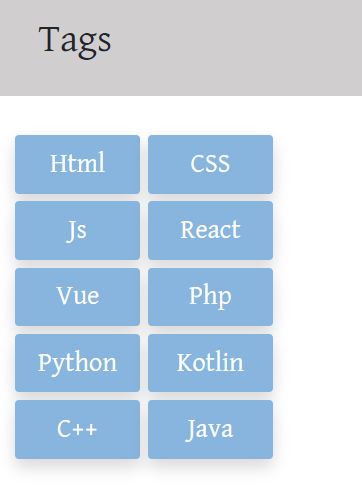 Tags
Html CSS
Js React
Vue Php
Python Kotlin
C++ Java